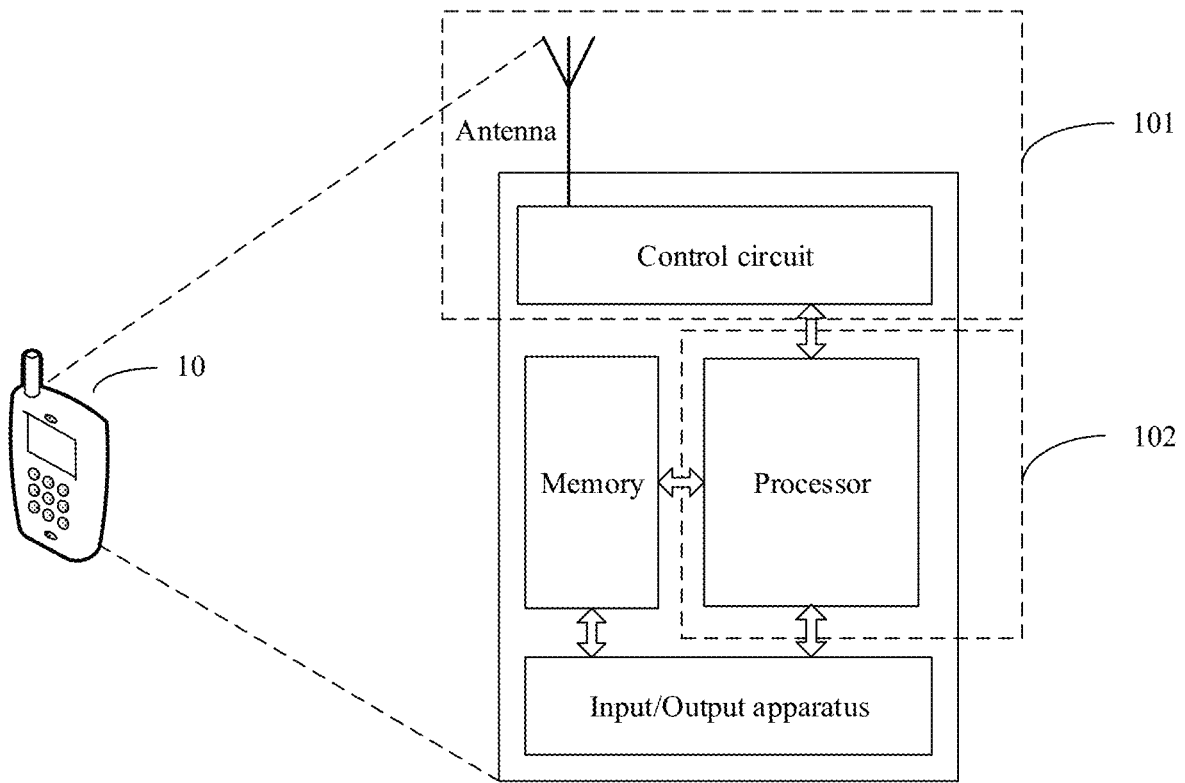 Antenna
101
Control circuit
10
102
Memory
Processor
Input/Output apparatus